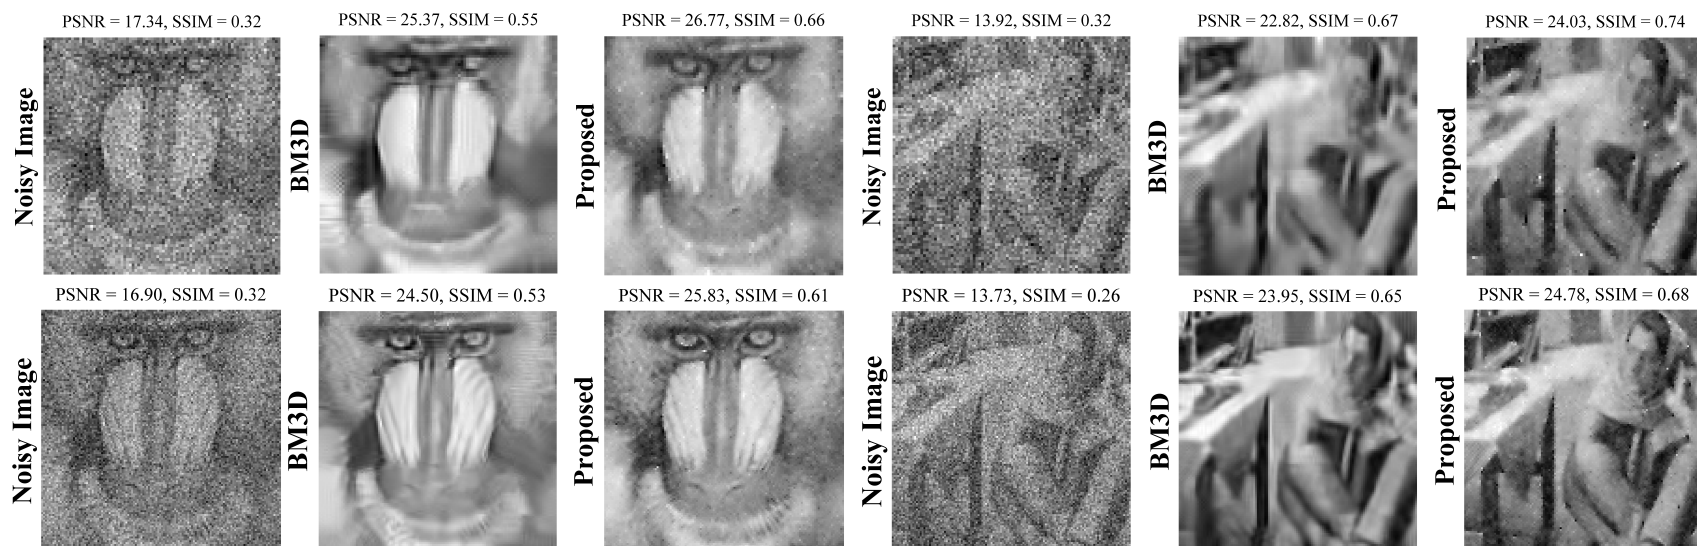 PSNR = 17.34, SSIM = 0.32
PSNR = 25.37, SSIM = 0.55
PSNR = 26.77, SSIM = 0.66
PSNR = 13.92, SSIM = 0.32
PSNR = 22.82, SSIM = 0.67
PSNR = 24.03, SSIM = 0.74
Noisy Image
BM3D
Proposed
Noisy Image
BM3D
Proposed
PSNR = 16.90, SSIM = 0.32
PSNR = 24.50, SSIM = 0.53
PSNR = 25.83, SSIM = 0.61
PSNR = 13.73, SSIM = 0.26
PSNR = 23.95, SSIM = 0.65
PSNR = 24.78, SSIM = 0.68
Noisy Image
BM3D
Proposed
Noisy Image
BM3D
Proposed